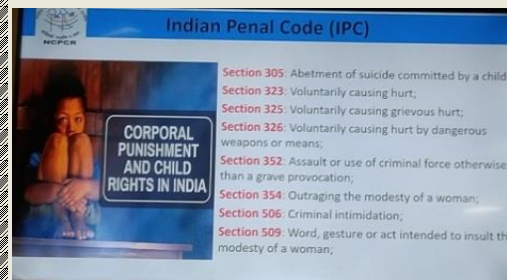 Indian Penal Code (IPC)
NCPCR
CORPORAL
PUNISHMENT
AND CHILD
RIGHTS IN INDIA
Section 305: Abetment of suicide committed by a child
Section 323: Voluntarily causing hurt;
Section 325: Voluntarily causing grievous hurt;
Section 326: Voluntarily causing hurt by dangerous
weapons or means;
Section 352: Assault or use of criminal force otherwise
than a grave provocation;
Section 354: Outraging the modesty of a woman;
Section 506: Criminal intimidation;
Section 509: Word, gesture or act intended to insult th
modesty of a woman;